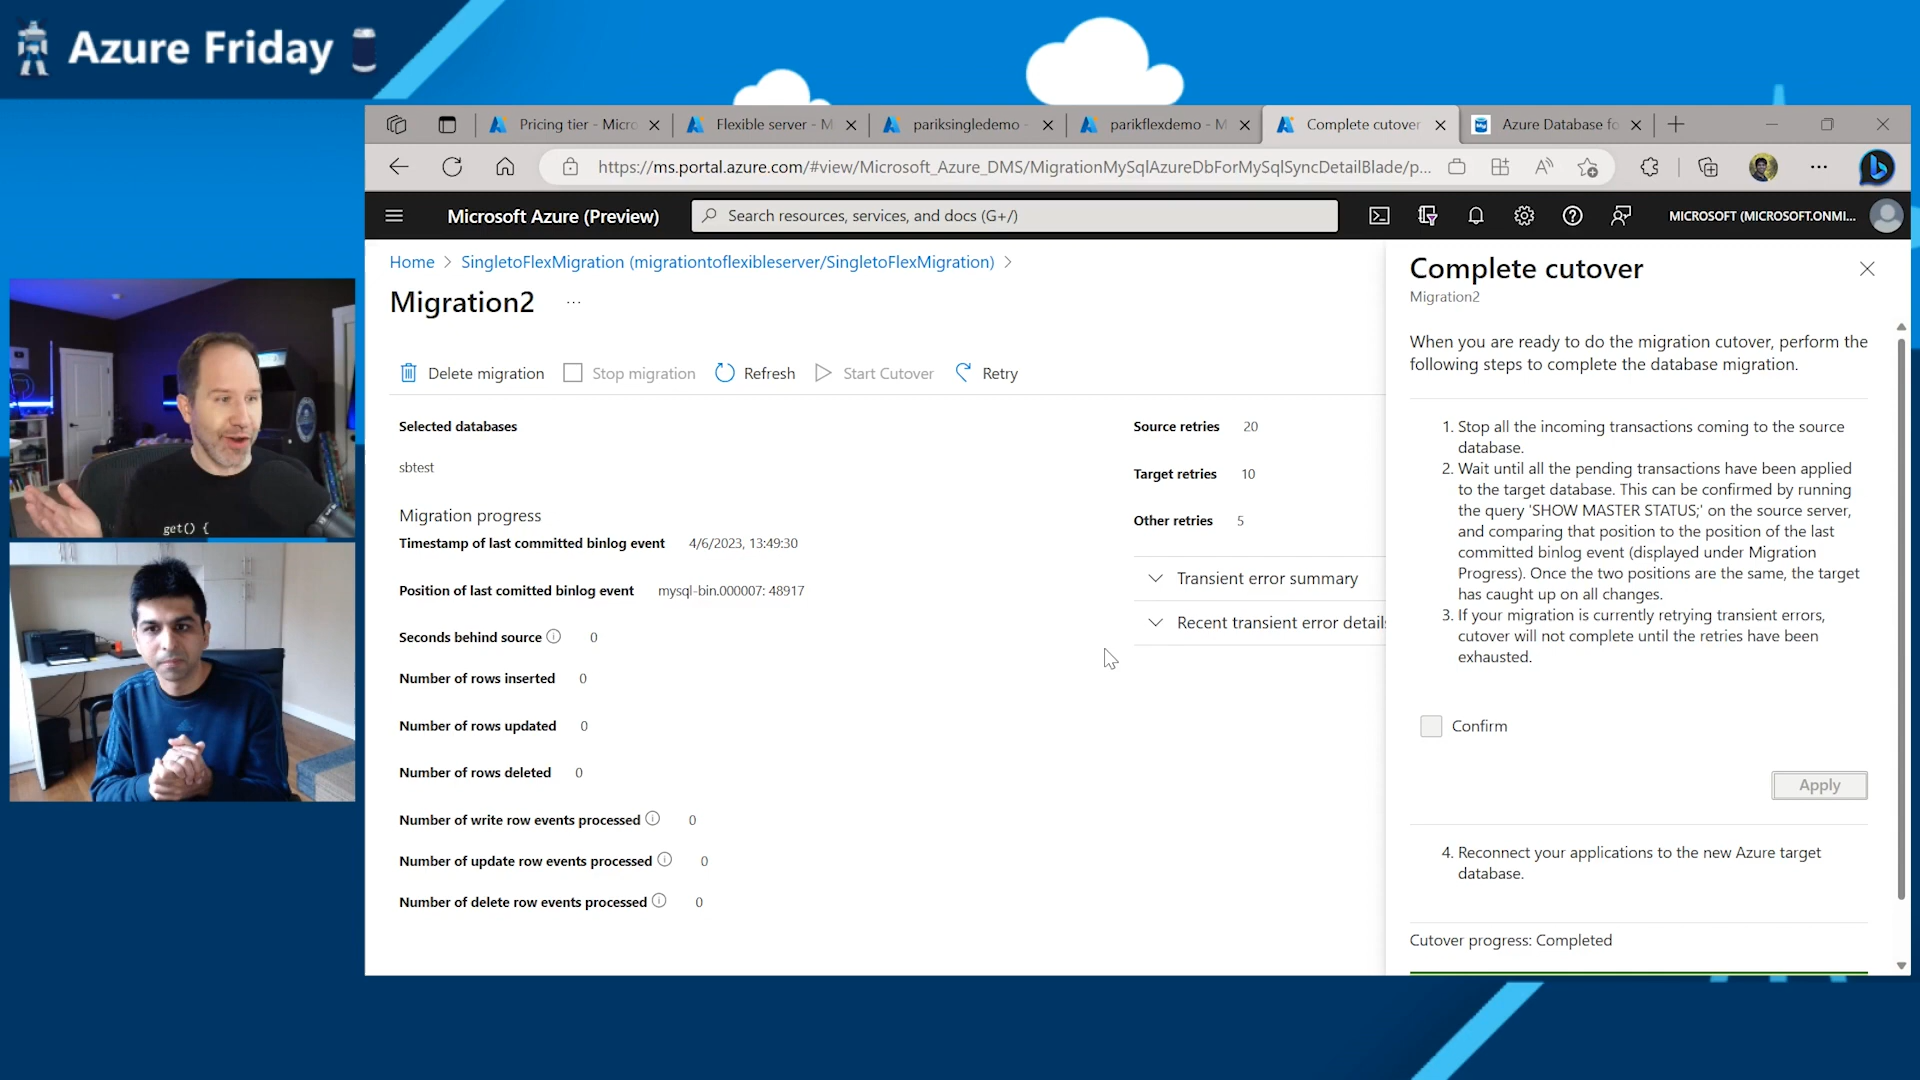 Azure Friday
Pricing tier - Micro
Flexible server - M
pariksingledemo -
parikflexdemo - M
Complete cutover
Azure Database fo
https://ms.portal.azure.com/#view/Microsoft_Azure_DMS/MigrationMySqlAzureDbForMySqlSyncDetailBlade/p...
Microsoft Azure (Preview)
Search resources, services, and docs (G+/)
MICROSOFT (MICROSOFT.ONMI...
Home > SingletoFlexMigration (migrationtoflexibleserver/SingletoFlexMigration) >
Migration2 ...
Delete migration
Stop migration
Refresh
Start Cutover
Retry
Selected databases
sbtest
Migration progress
Timestamp of last committed binlog event 4/6/2023, 13:49:30
Position of last comitted binlog event mysql-bin.000007: 48917
Seconds behind source 0
Number of rows inserted 0
Number of rows updated 0
Number of rows deleted 0
Number of write row events processed 0
Number of update row events processed 0
Number of delete row events processed 0
Source retries 20
Target retries 10
Other retries 5
Transient error summary
Recent transient error details
Complete cutover
Migration2
When you are ready to do the migration cutover, perform the
following steps to complete the database migration.
1. Stop all the incoming transactions coming to the source
database.
2. Wait until all the pending transactions have been applied
to the target database. This can be confirmed by running
the query 'SHOW MASTER STATUS;' on the source server,
and comparing that position to the position of the last
committed binlog event (displayed under Migration
Progress). Once the two positions are the same, the target
has caught up on all changes.
3. If your migration is currently retrying transient errors,
cutover will not complete until the retries have been
exhausted.
Confirm
Apply
4. Reconnect your applications to the new Azure target
database.
Cutover progress: Completed
get() {